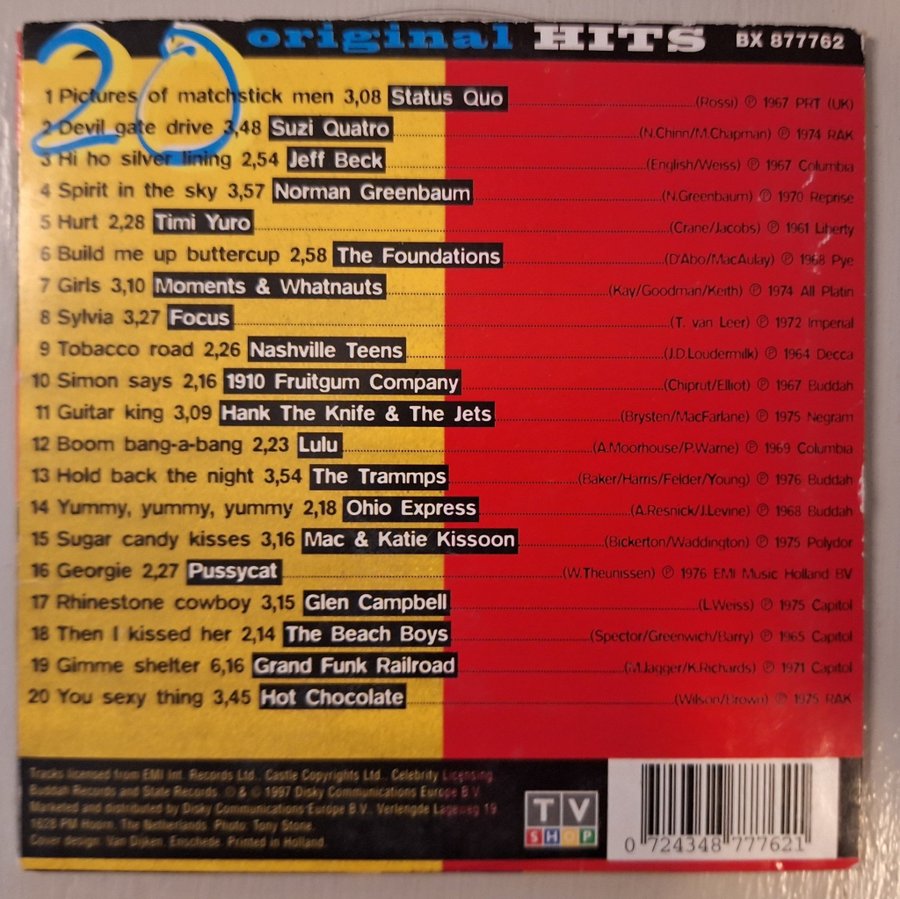 20 original HITS BX 877762
1 Pictures of matchstick men 3,08 Status Quo (Rossi) ℗ 1967 PRT (UK)
2 Devil gate drive 3,48 Suzi Quatro (N.Chinn/M.Chapman) ℗ 1974 RAK
3 Hi ho silver lining 2,54 Jeff Beck (English/Weiss) ℗ 1967 Columbia
4 Spirit in the sky 3,57 Norman Greenbaum (N.Greenbaum) ℗ 1970 Reprise
5 Hurt 2,28 Timi Yuro (Crane/Jacobs) ℗ 1961 Liberty
6 Build me up buttercup 2,58 The Foundations (D'Abo/MacAulay) ℗ 1968 Pye
7 Girls 3,10 Moments & Whatnauts (Kay/Goodman/Keith) ℗ 1974 All Platin
8 Sylvia 3,27 Focus (T. van Leer) ℗ 1972 Imperial
9 Tobacco road 2,26 Nashville Teens (J.D.Loudermilk) ℗ 1964 Decca
10 Simon says 2,16 1910 Fruitgum Company (Chiprut/Elliot) ℗ 1967 Buddah
11 Guitar king 3,09 Hank The Knife & The Jets (Brysten/MacFarlane) ℗ 1975 Negram
12 Boom bang-a-bang 2,23 Lulu (A.Moorhouse/P.Warne) ℗ 1969 Columbia
13 Hold back the night 3,54 The Trammps (Baker/Harris/Felder/Young) ℗ 1976 Buddah
14 Yummy, yummy, yummy 2,18 Ohio Express (A.Resnick/J.Levine) ℗ 1968 Buddah
15 Sugar candy kisses 3,16 Mac & Katie Kissoon (Bickerton/Waddington) ℗ 1975 Polydor
16 Georgie 2,27 Pussycat (W.Theunissen) ℗ 1976 EMI Music Holland BV
17 Rhinestone cowboy 3,15 Glen Campbell (L.Weiss) ℗ 1975 Capitol
18 Then I kissed her 2,14 The Beach Boys (Spector/Greenwich/Barry) ℗ 1965 Capitol
19 Gimme shelter 6,16 Grand Funk Railroad (M.Jagger/K.Richards) ℗ 1971 Capitol
20 You sexy thing 3,45 Hot Chocolate (Wilson/Brown) ℗ 1975 RAK
Tracks licensed from EMI Int. Records Ltd., Castle Copyrights Ltd., Celebrity Licensing,
Buddah Records and State Records. ℗ & © 1997 Disky Communications Europe B.V.
Marketed and distributed by Disky Communications Europe B.V., Verlengde Lageweg 19
1628 PM Hoorn, The Netherlands. Photo: Tony Stone.
Cover design: Van Dijken, Enschede. Printed in Holland.
TV
SHOP
0 724348 777621